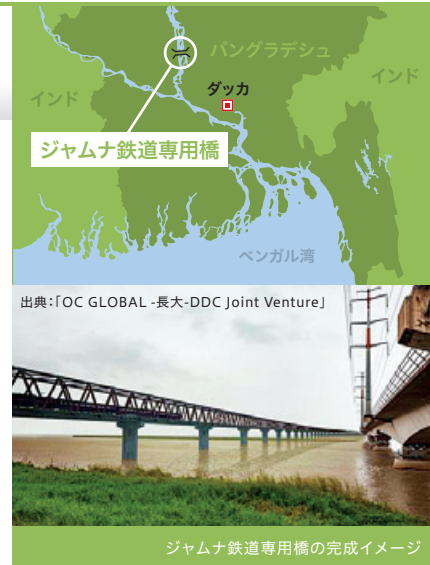 バングラデシュ
インド
ダッカ
インド
ジャムナ鉄道専用橋
ベンガル湾
出典:「OC GLOBAL -長大-DDC Joint Venture」
ジャムナ鉄道専用橋の完成イメージ